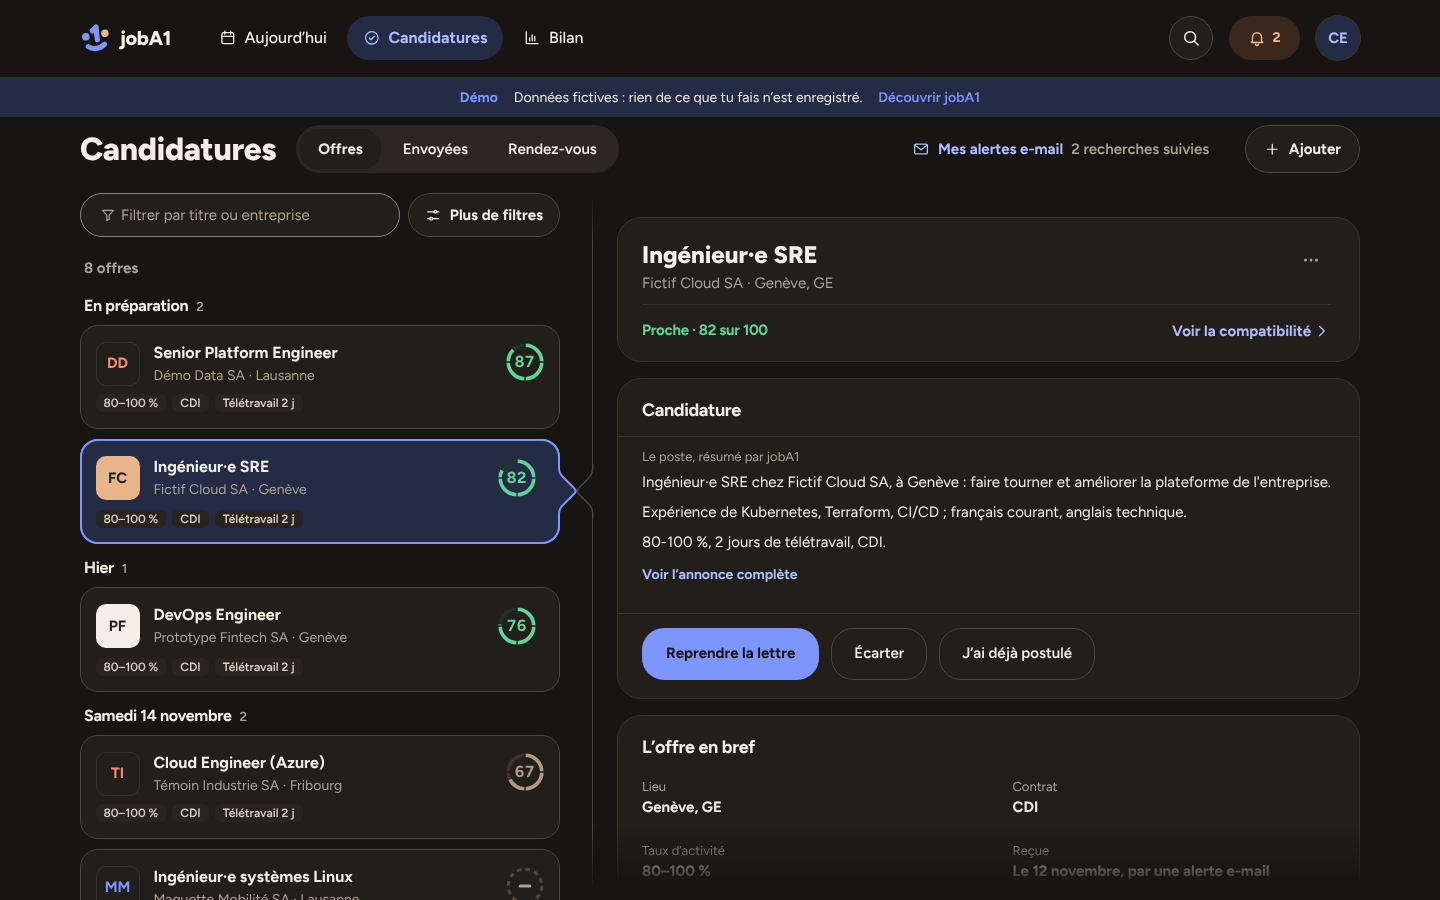 jobA1
Aujourd’hui
Candidatures
Bilan
2
CE
Démo Données fictives : rien de ce que tu fais n’est enregistré. Découvrir jobA1
Candidatures
Offres
Envoyées
Rendez-vous
Mes alertes e-mail 2 recherches suivies
Ajouter
Filtrer par titre ou entreprise
Plus de filtres
8 offres
En préparation 2
DD
Senior Platform Engineer
Démo Data SA · Lausanne
87
80–100 % CDI Télétravail 2 j
FC
Ingénieur·e SRE
Fictif Cloud SA · Genève
82
80–100 % CDI Télétravail 2 j
Hier 1
PF
DevOps Engineer
Prototype Fintech SA · Genève
76
80–100 % CDI Télétravail 2 j
Samedi 14 novembre 2
TI
Cloud Engineer (Azure)
Témoin Industrie SA · Fribourg
67
80–100 % CDI Télétravail 2 j
MM
Ingénieur·e systèmes Linux
Maquette Mobilité SA · Lausanne
Ingénieur·e SRE
Fictif Cloud SA · Genève, GE
Proche · 82 sur 100
Voir la compatibilité
Candidature
Le poste, résumé par jobA1
Ingénieur·e SRE chez Fictif Cloud SA, à Genève : faire tourner et améliorer la plateforme de l'entreprise.
Expérience de Kubernetes, Terraform, CI/CD ; français courant, anglais technique.
80-100 %, 2 jours de télétravail, CDI.
Voir l’annonce complète
Reprendre la lettre
Écarter
J’ai déjà postulé
L’offre en bref
Lieu
Genève, GE
Contrat
CDI
Taux d’activité
80–100 %
Reçue
Le 12 novembre, par une alerte e-mail